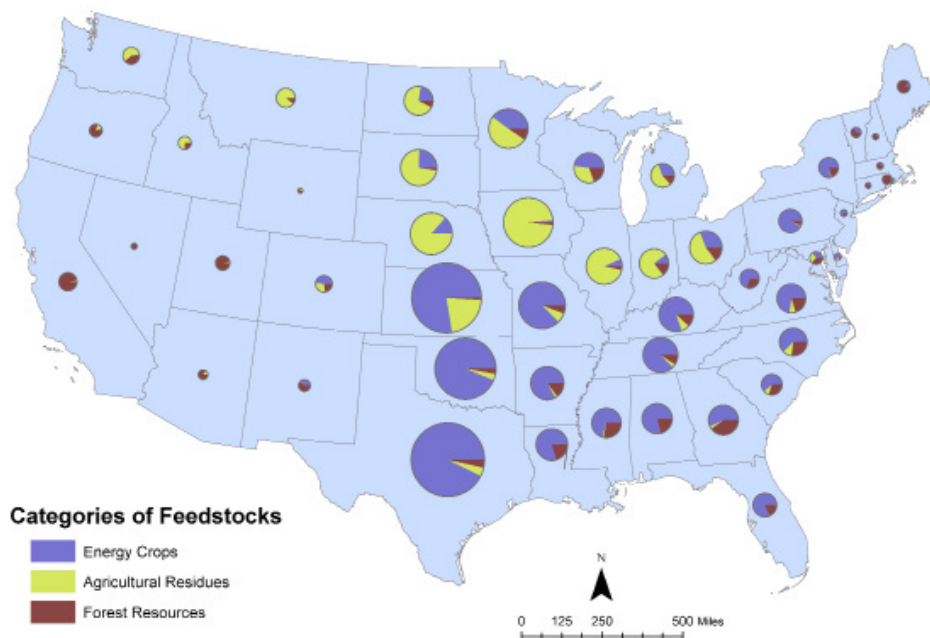 Categories of Feedstocks
Energy Crops
Agricultural Residues
Forest Resources
N
0 125 250 500 Miles